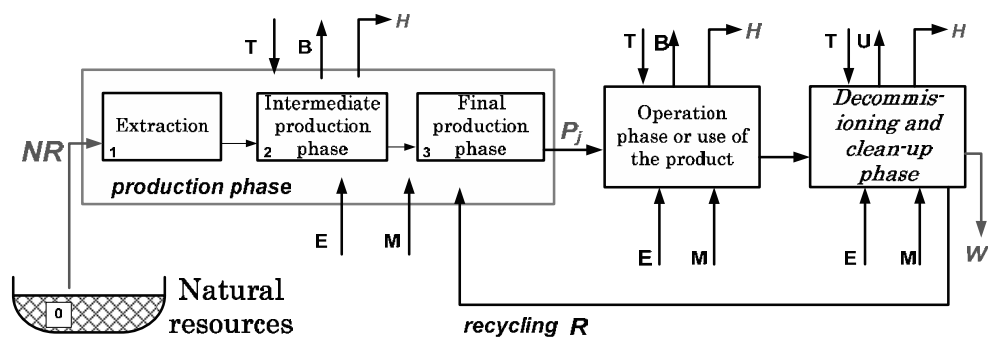 T B H
T B H
T U H
Extraction
1
Intermediate
production
phase
2
Final
production
phase
3
Operation
phase or use of
the product
Decommis-
ioning and
clean-up
phase
NR
P_j
production phase
E M
E M
E M
W
0
Natural
resources
recycling R